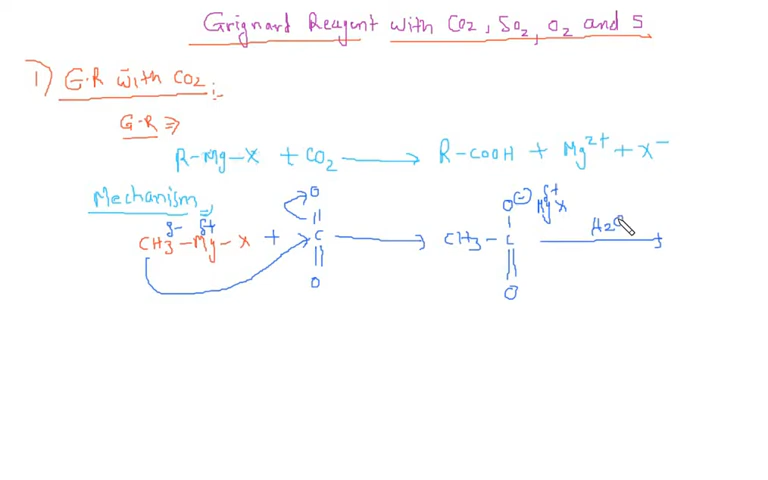 Grignard Reagent with CO2, SO2, O2 and S
1) G.R with CO2 :-
G-R ⇒
R-Mg-X + CO2 → R-COOH + Mg2+ + X-
Mechanism
O O(-) δ+
MgX
δ- δ+
CH3-Mg-X + C → CH3-C H2O →
O O